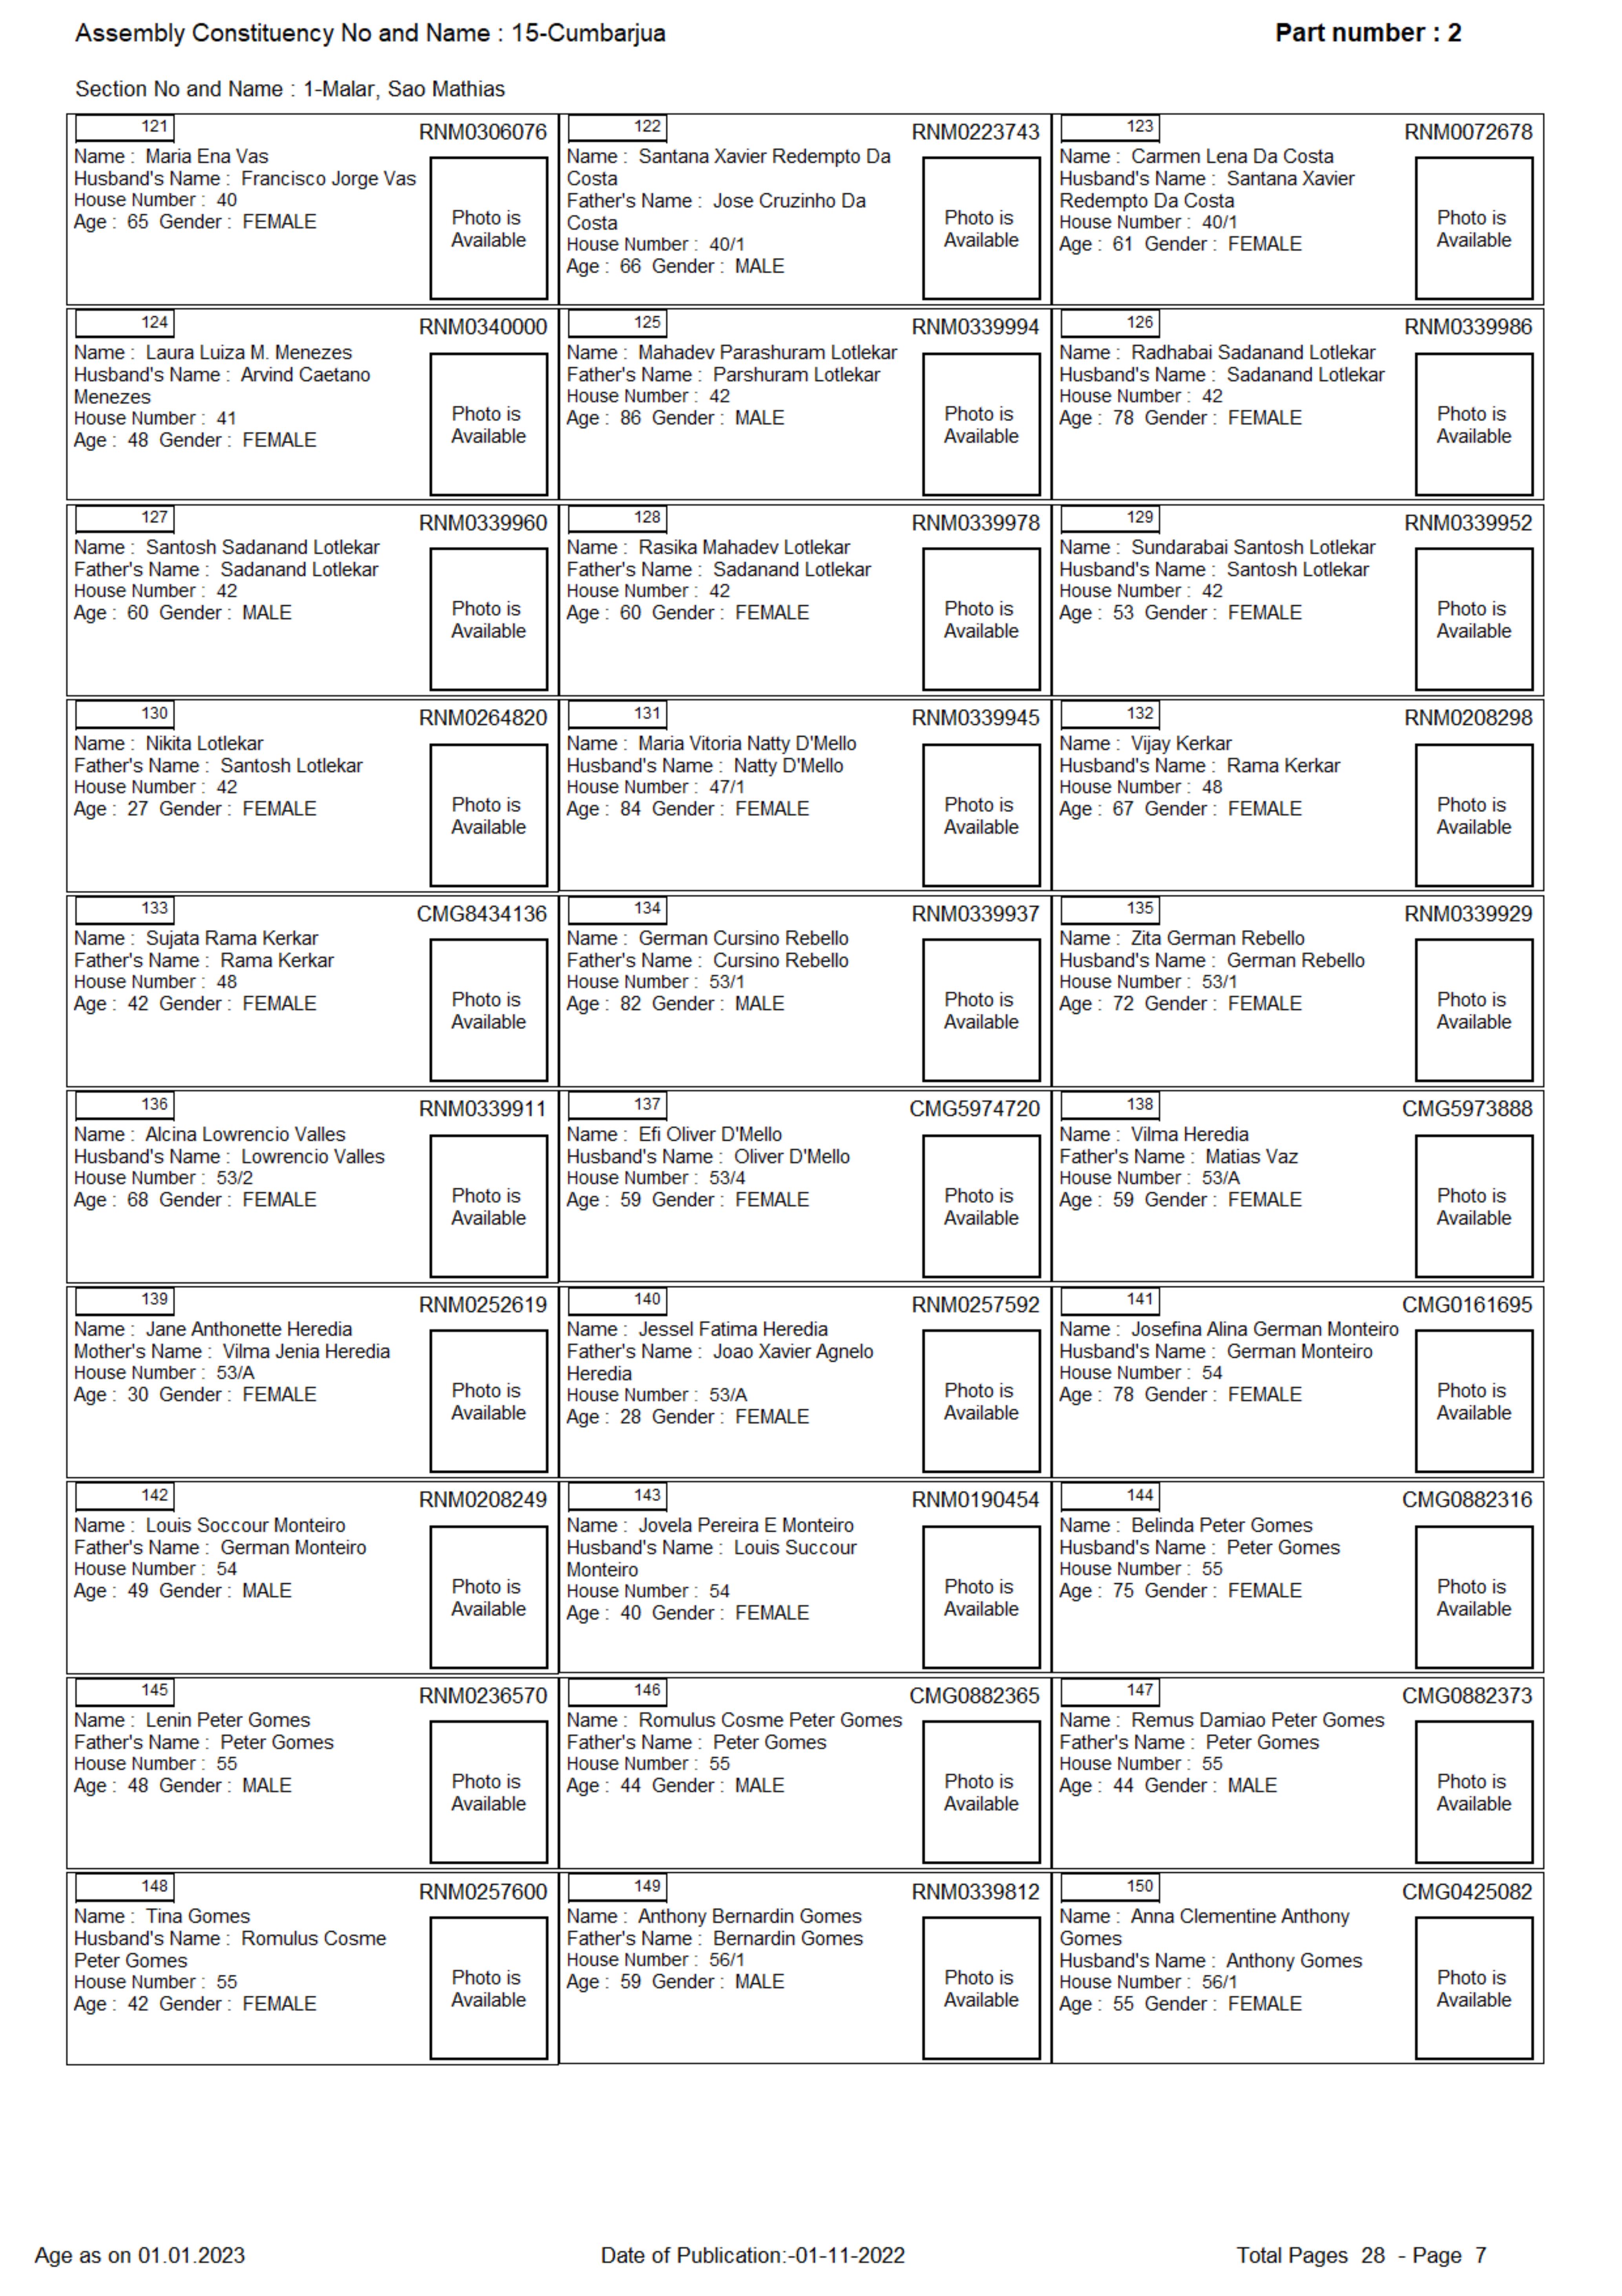 Assembly Constituency No and Name : 15-Cumbarjua
Part number : 2
Section No and Name : 1-Malar, Sao Mathias
121
RNM0306076
Name : Maria Ena Vas
Husband's Name : Francisco Jorge Vas
House Number : 40
Age : 65 Gender : FEMALE
Photo is
Available
122
RNM0223743
Name : Santana Xavier Redempto Da
Costa
Father's Name : Jose Cruzinho Da
Costa
House Number : 40/1
Age : 66 Gender : MALE
Photo is
Available
123
RNM0072678
Name : Carmen Lena Da Costa
Husband's Name : Santana Xavier
Redempto Da Costa
House Number : 40/1
Age : 61 Gender : FEMALE
Photo is
Available
124
RNM0340000
Name : Laura Luiza M. Menezes
Husband's Name : Arvind Caetano
Menezes
House Number : 41
Age : 48 Gender : FEMALE
Photo is
Available
125
RNM0339994
Name : Mahadev Parashuram Lotlekar
Father's Name : Parshuram Lotlekar
House Number : 42
Age : 86 Gender : MALE
Photo is
Available
126
RNM0339986
Name : Radhabai Sadanand Lotlekar
Husband's Name : Sadanand Lotlekar
House Number : 42
Age : 78 Gender : FEMALE
Photo is
Available
127
RNM0339960
Name : Santosh Sadanand Lotlekar
Father's Name : Sadanand Lotlekar
House Number : 42
Age : 60 Gender : MALE
Photo is
Available
128
RNM0339978
Name : Rasika Mahadev Lotlekar
Father's Name : Sadanand Lotlekar
House Number : 42
Age : 60 Gender : FEMALE
Photo is
Available
129
RNM0339952
Name : Sundarabai Santosh Lotlekar
Husband's Name : Santosh Lotlekar
House Number : 42
Age : 53 Gender : FEMALE
Photo is
Available
130
RNM0264820
Name : Nikita Lotlekar
Father's Name : Santosh Lotlekar
House Number : 42
Age : 27 Gender : FEMALE
Photo is
Available
131
RNM0339945
Name : Maria Vitoria Natty D'Mello
Husband's Name : Natty D'Mello
House Number : 47/1
Age : 84 Gender : FEMALE
Photo is
Available
132
RNM0208298
Name : Vijay Kerkar
Husband's Name : Rama Kerkar
House Number : 48
Age : 67 Gender : FEMALE
Photo is
Available
133
CMG8434136
Name : Sujata Rama Kerkar
Father's Name : Rama Kerkar
House Number : 48
Age : 42 Gender : FEMALE
Photo is
Available
134
RNM0339937
Name : German Cursino Rebello
Father's Name : Cursino Rebello
House Number : 53/1
Age : 82 Gender : MALE
Photo is
Available
135
RNM0339929
Name : Zita German Rebello
Husband's Name : German Rebello
House Number : 53/1
Age : 72 Gender : FEMALE
Photo is
Available
136
RNM0339911
Name : Alcina Lowrencio Valles
Husband's Name : Lowrencio Valles
House Number : 53/2
Age : 68 Gender : FEMALE
Photo is
Available
137
CMG5974720
Name : Efi Oliver D'Mello
Husband's Name : Oliver D'Mello
House Number : 53/4
Age : 59 Gender : FEMALE
Photo is
Available
138
CMG5973888
Name : Vilma Heredia
Father's Name : Matias Vaz
House Number : 53/A
Age : 59 Gender : FEMALE
Photo is
Available
139
RNM0252619
Name : Jane Anthonette Heredia
Mother's Name : Vilma Jenia Heredia
House Number : 53/A
Age : 30 Gender : FEMALE
Photo is
Available
140
RNM0257592
Name : Jessel Fatima Heredia
Father's Name : Joao Xavier Agnelo
Heredia
House Number : 53/A
Age : 28 Gender : FEMALE
Photo is
Available
141
CMG0161695
Name : Josefina Alina German Monteiro
Husband's Name : German Monteiro
House Number : 54
Age : 78 Gender : FEMALE
Photo is
Available
142
RNM0208249
Name : Louis Soccour Monteiro
Father's Name : German Monteiro
House Number : 54
Age : 49 Gender : MALE
Photo is
Available
143
RNM0190454
Name : Jovela Pereira E Monteiro
Husband's Name : Louis Succour
Monteiro
House Number : 54
Age : 40 Gender : FEMALE
Photo is
Available
144
CMG0882316
Name : Belinda Peter Gomes
Husband's Name : Peter Gomes
House Number : 55
Age : 75 Gender : FEMALE
Photo is
Available
145
RNM0236570
Name : Lenin Peter Gomes
Father's Name : Peter Gomes
House Number : 55
Age : 48 Gender : MALE
Photo is
Available
146
CMG0882365
Name : Romulus Cosme Peter Gomes
Father's Name : Peter Gomes
House Number : 55
Age : 44 Gender : MALE
Photo is
Available
147
CMG0882373
Name : Remus Damiao Peter Gomes
Father's Name : Peter Gomes
House Number : 55
Age : 44 Gender : MALE
Photo is
Available
148
RNM0257600
Name : Tina Gomes
Husband's Name : Romulus Cosme
Peter Gomes
House Number : 55
Age : 42 Gender : FEMALE
Photo is
Available
149
RNM0339812
Name : Anthony Bernardin Gomes
Father's Name : Bernardin Gomes
House Number : 56/1
Age : 59 Gender : MALE
Photo is
Available
150
CMG0425082
Name : Anna Clementine Anthony
Gomes
Husband's Name : Anthony Gomes
House Number : 56/1
Age : 55 Gender : FEMALE
Photo is
Available
Age as on 01.01.2023
Date of Publication:-01-11-2022
Total Pages 28 - Page 7